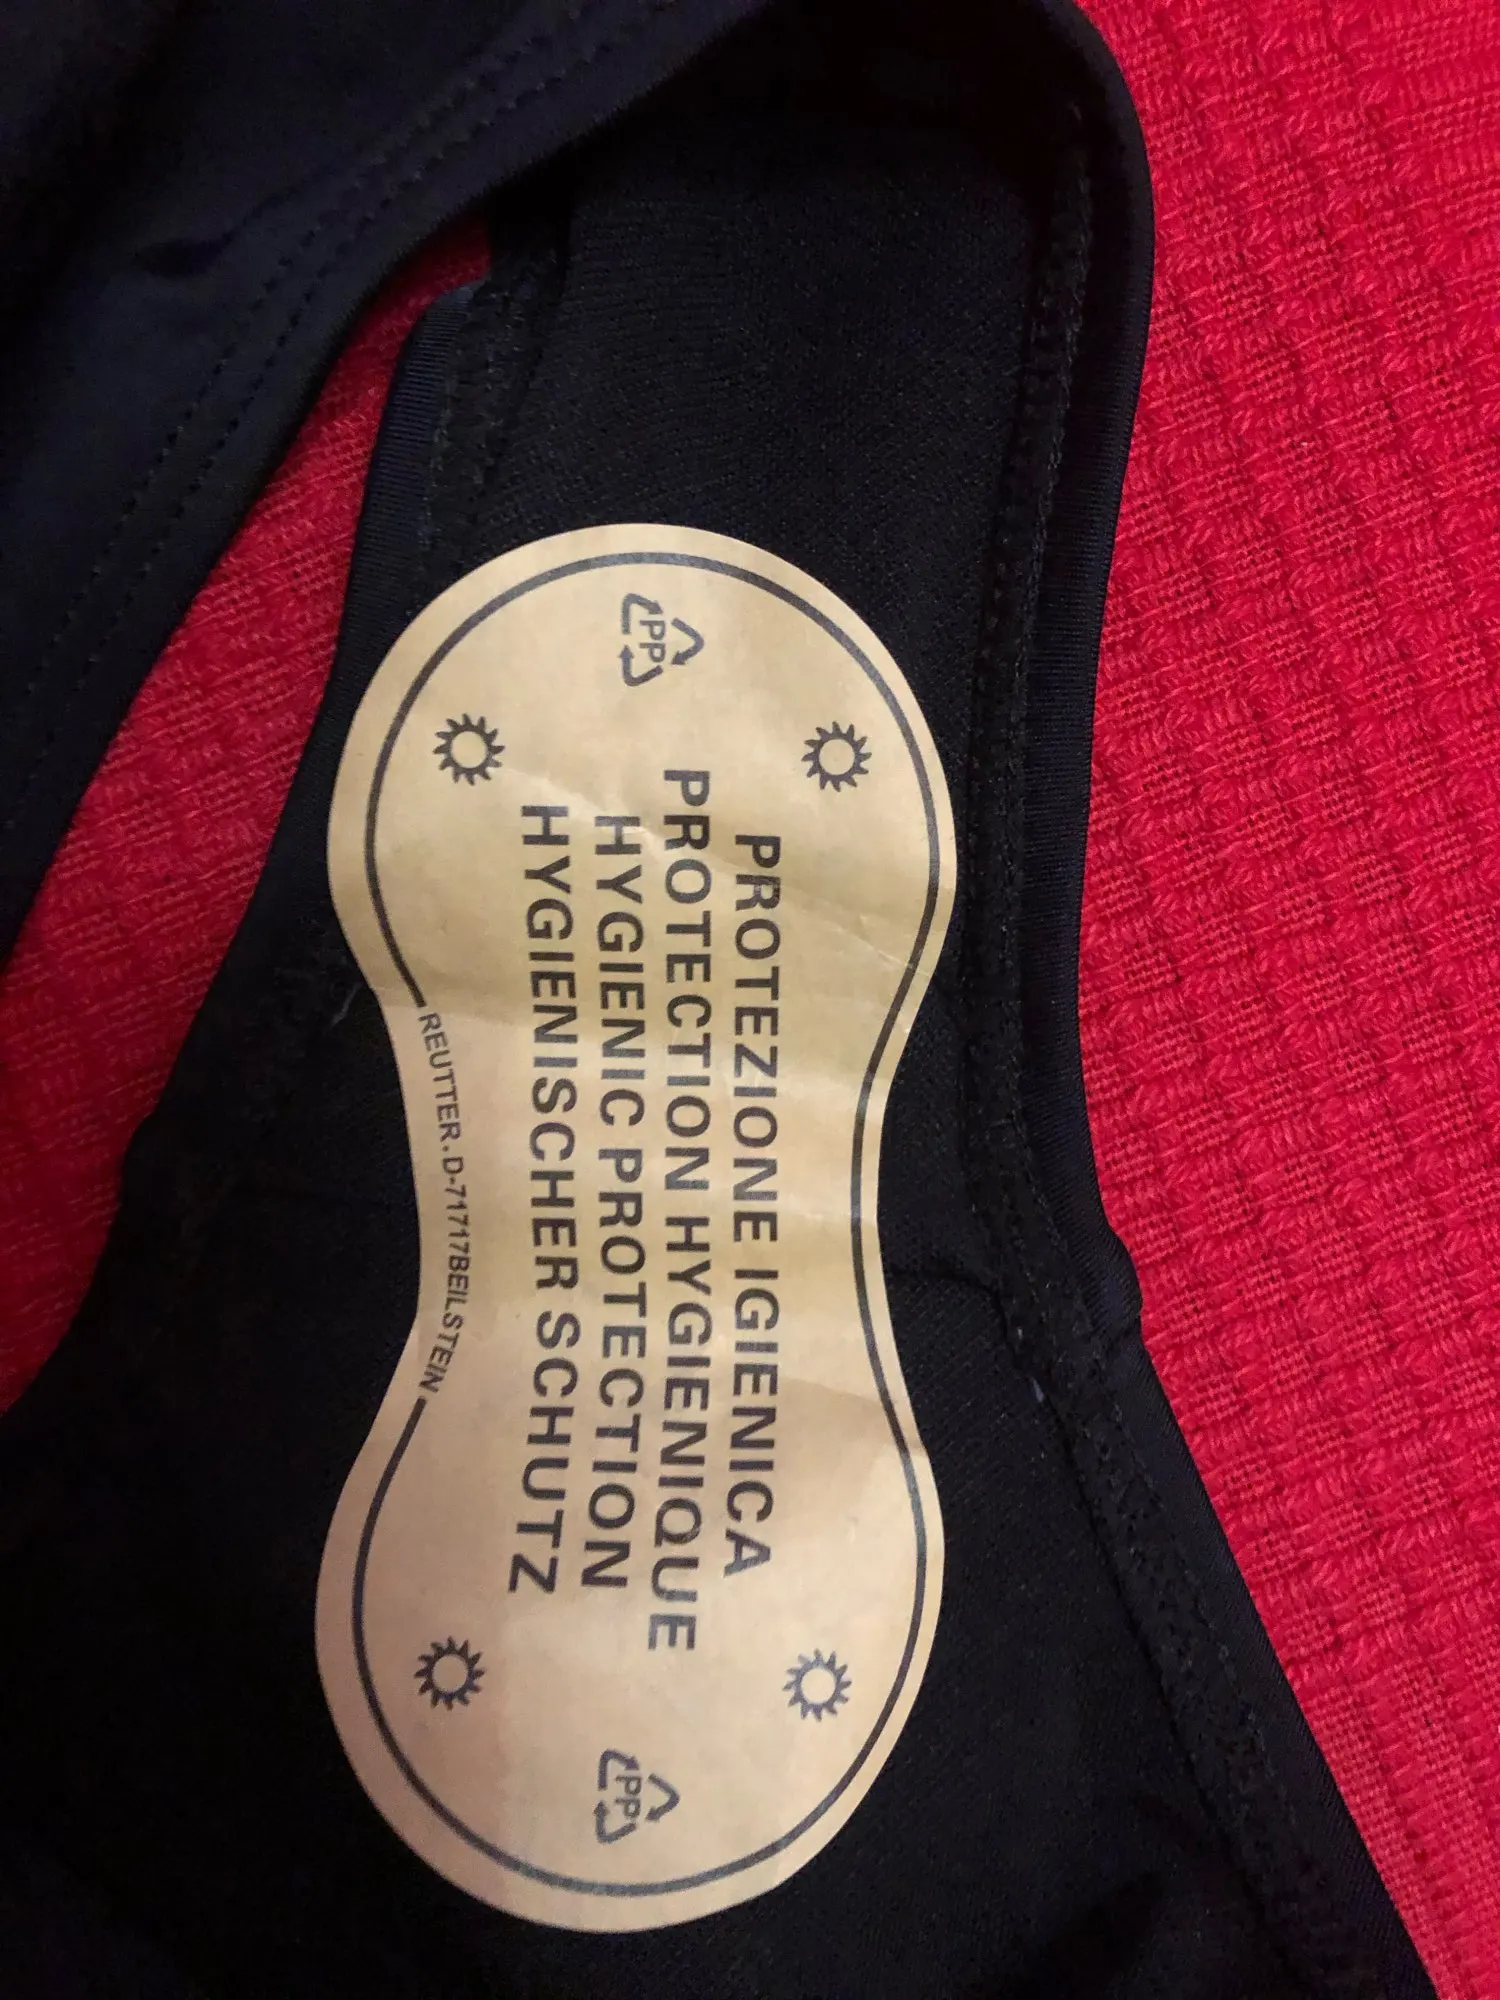 PP
PROTEZIONE IGIENICA
PROTECTION HYGIENIQUE
HYGIENIC PROTECTION
HYGIENISCHER SCHUTZ
REUTTER.D-71717BEILSTEIN
PP